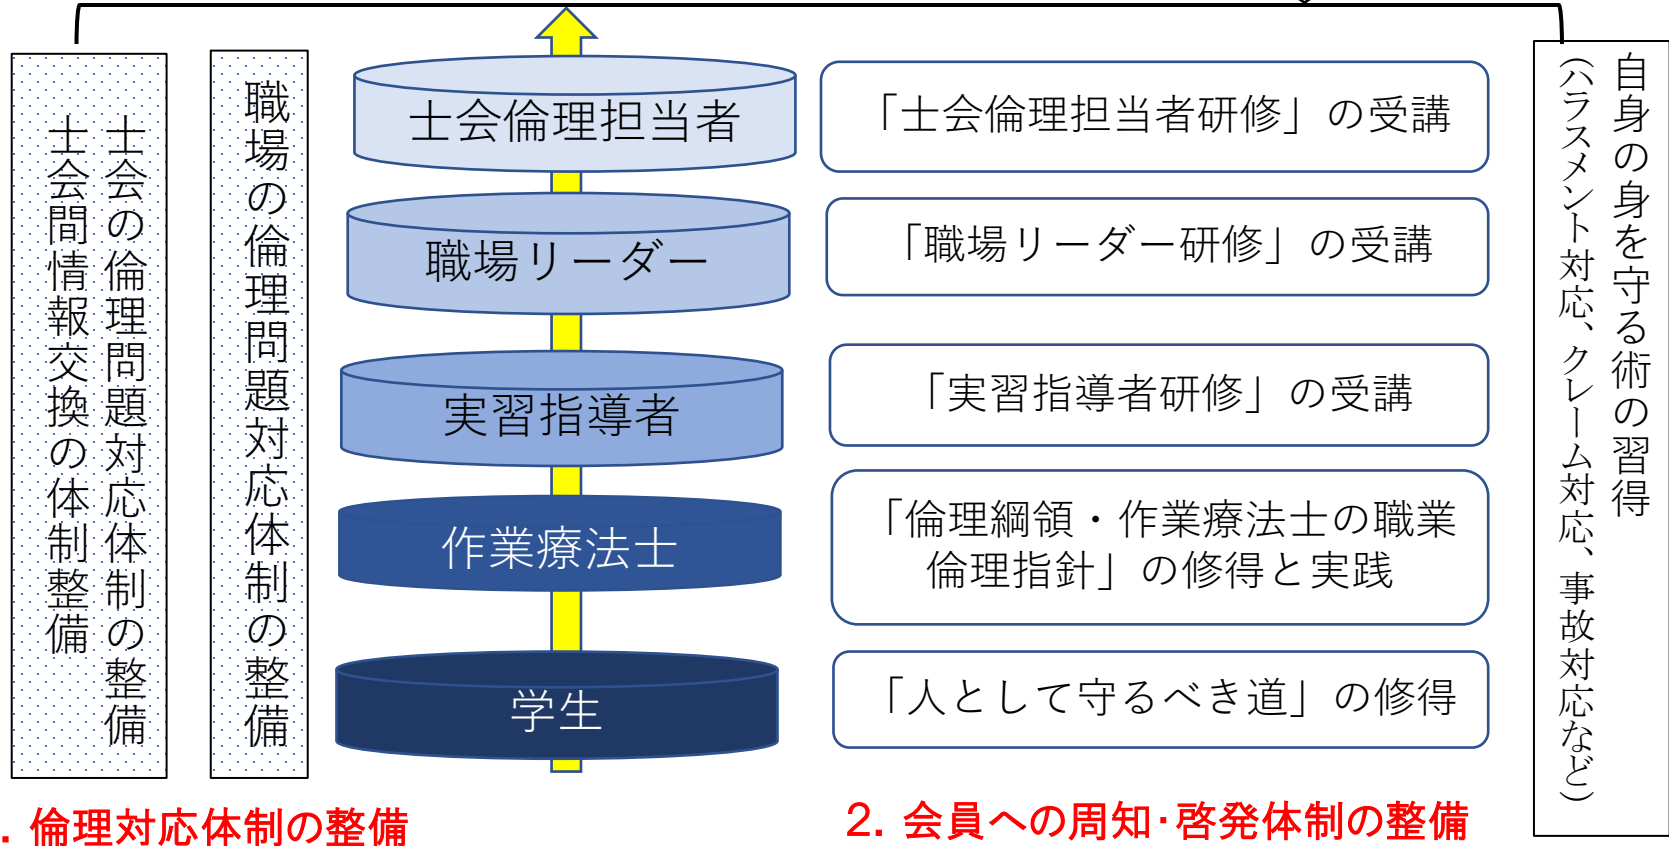 士会の倫理問題対応体制の整備
士会間情報交換の体制整備
職場の倫理問題対応体制の整備
士会倫理担当者
「士会倫理担当者研修」の受講
職場リーダー
「職場リーダー研修」の受講
実習指導者
「実習指導者研修」の受講
作業療法士
「倫理綱領・作業療法士の職業
倫理指針」の修得と実践
学生
「人として守るべき道」の修得
自身の身を守る術の習得
(ハラスメント対応、クレーム対応、事故対応など)
. 倫理対応体制の整備
2. 会員への周知・啓発体制の整備